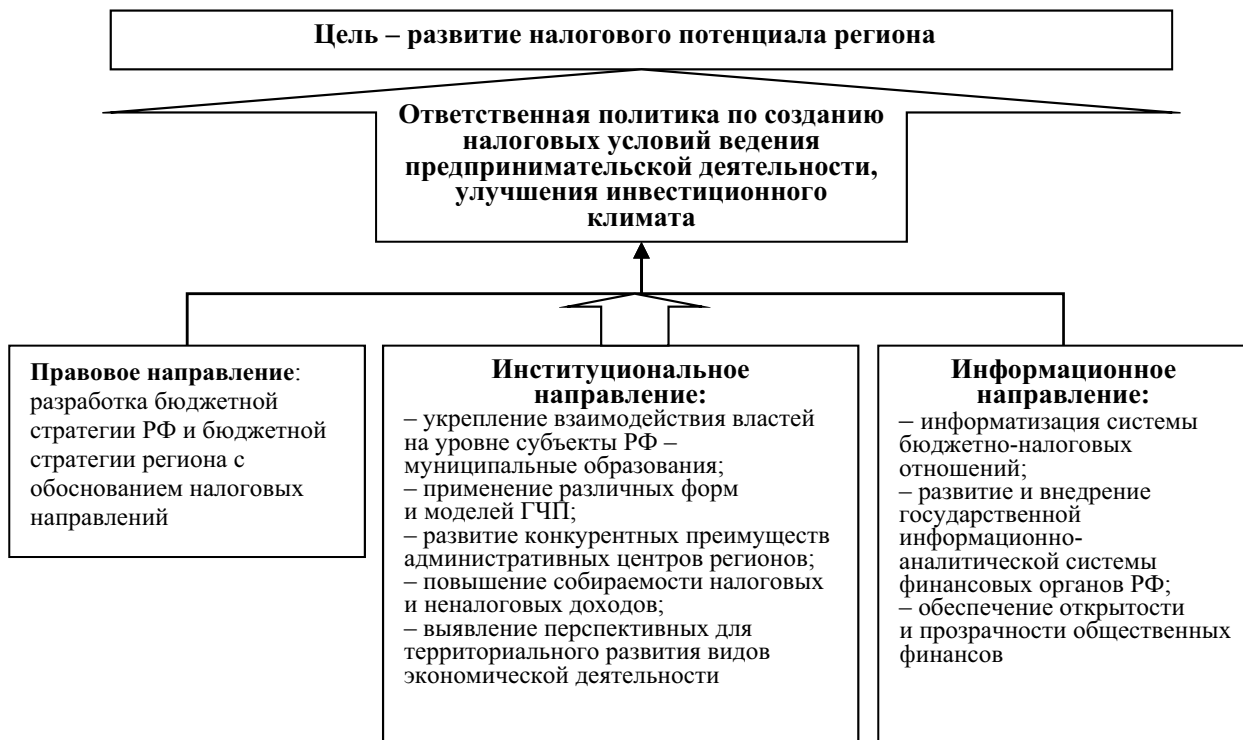 Цель – развитие налогового потенциала региона
Ответственная политика по созданию
налоговых условий ведения
предпринимательской деятельности,
улучшения инвестиционного
климата
Правовое направление:
разработка бюджетной
стратегии РФ и бюджетной
стратегии региона с
обоснованием налоговых
направлений
Институциональное
направление:
– укрепление взаимодействия властей
на уровне субъекты РФ –
муниципальные образования;
– применение различных форм
и моделей ГЧП;
– развитие конкурентных преимуществ
административных центров регионов;
– повышение собираемости налоговых
и неналоговых доходов;
– выявление перспективных для
территориального развития видов
экономической деятельности
Информационное
направление:
– информатизация системы
бюджетно-налоговых
отношений;
– развитие и внедрение
государственной
информационно-
аналитической системы
финансовых органов РФ;
– обеспечение открытости
и прозрачности общественных
финансов